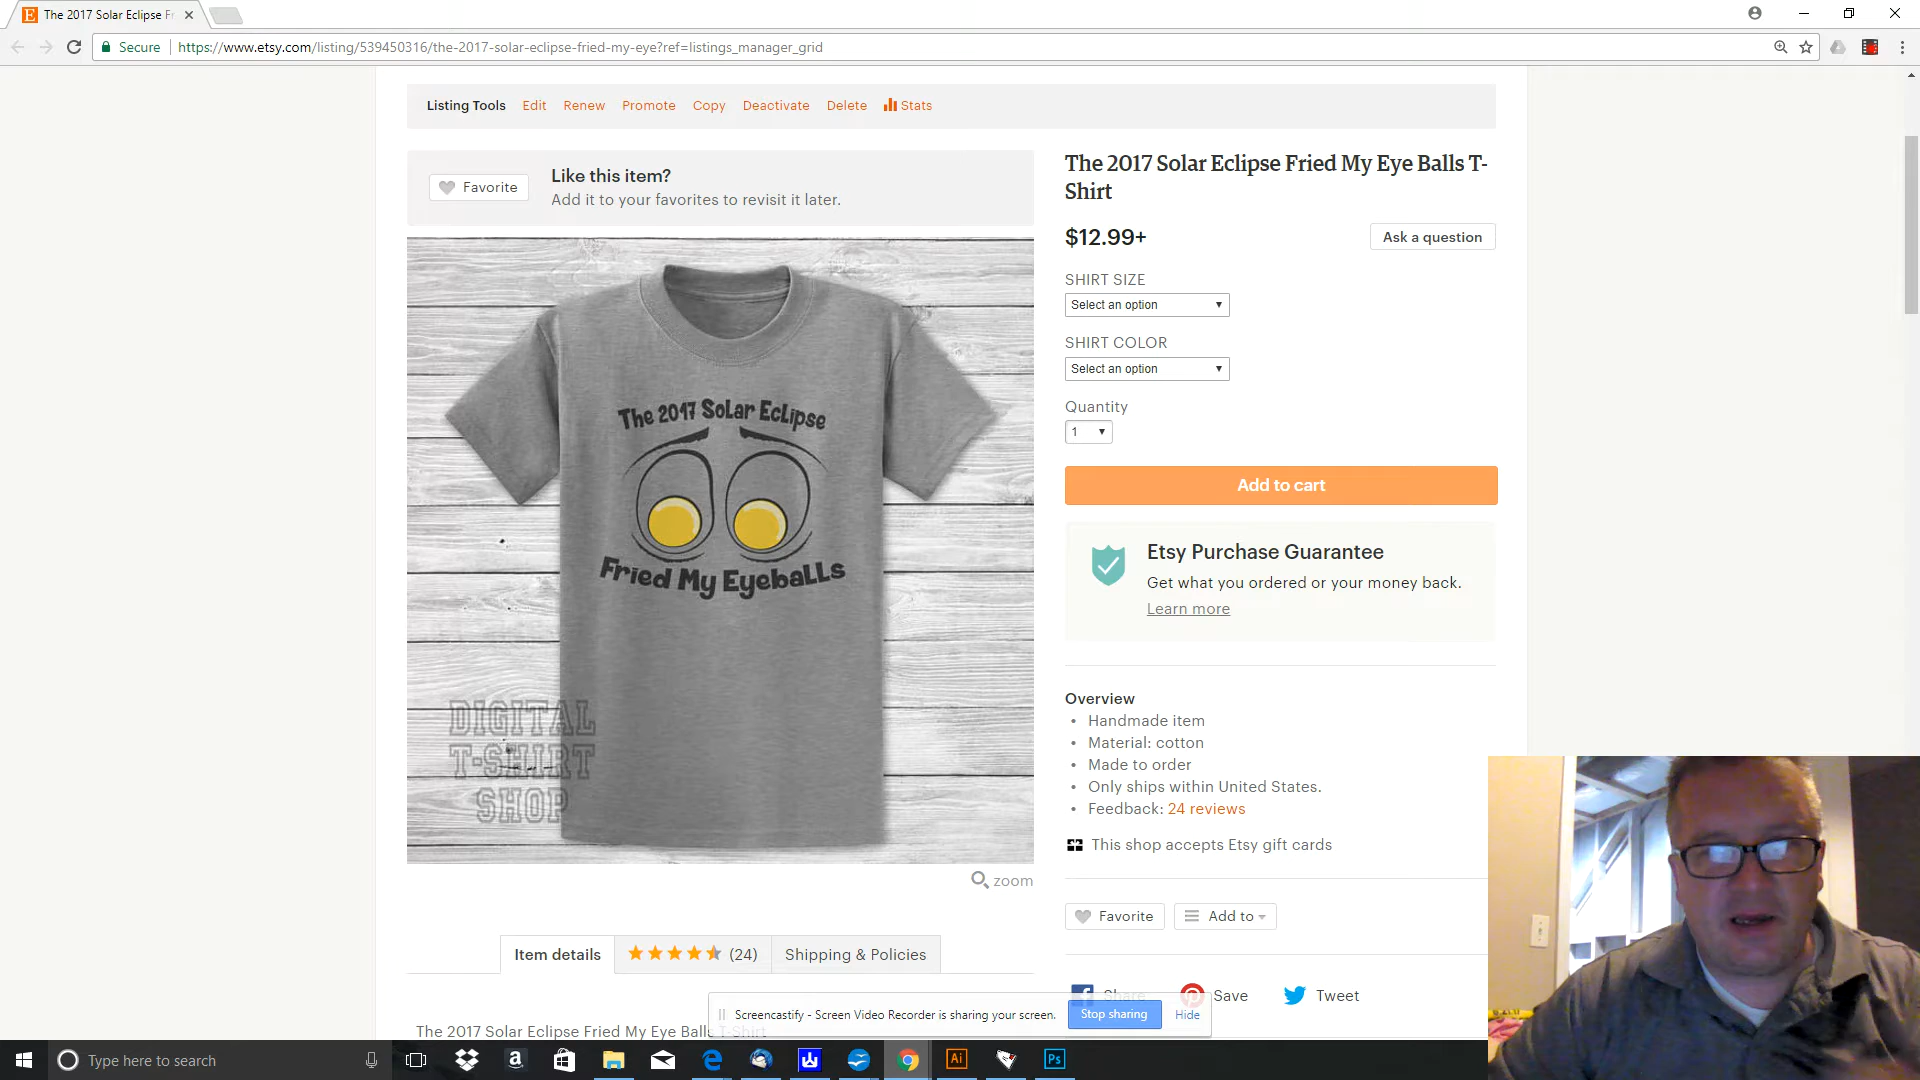 The 2017 Solar Eclipse Fr
Secure https://www.etsy.com/listing/539450316/the-2017-solar-eclipse-fried-my-eye?ref=listings_manager_grid
Listing Tools Edit Renew Promote Copy Deactivate Delete Stats
Favorite
Like this item?
Add it to your favorites to revisit it later.
The 2017 Solar Eclipse
Fried My Eyeballs
DIGITAL
T-SHIRT
SHOP
zoom
The 2017 Solar Eclipse Fried My Eye Balls T-
Shirt
$12.99+
Ask a question
SHIRT SIZE
Select an option
SHIRT COLOR
Select an option
Quantity
1
Add to cart
Etsy Purchase Guarantee
Get what you ordered or your money back.
Learn more
Overview
• Handmade item
• Material: cotton
• Made to order
• Only ships within United States.
• Feedback: 24 reviews
This shop accepts Etsy gift cards
Favorite Add to
Share Save Tweet
Item details (24) Shipping & Policies
The 2017 Solar Eclipse Fried My Eye Balls T-Shirt
Screencastify - Screen Video Recorder is sharing your screen. Stop sharing Hide
Type here to search
Ai
Ps